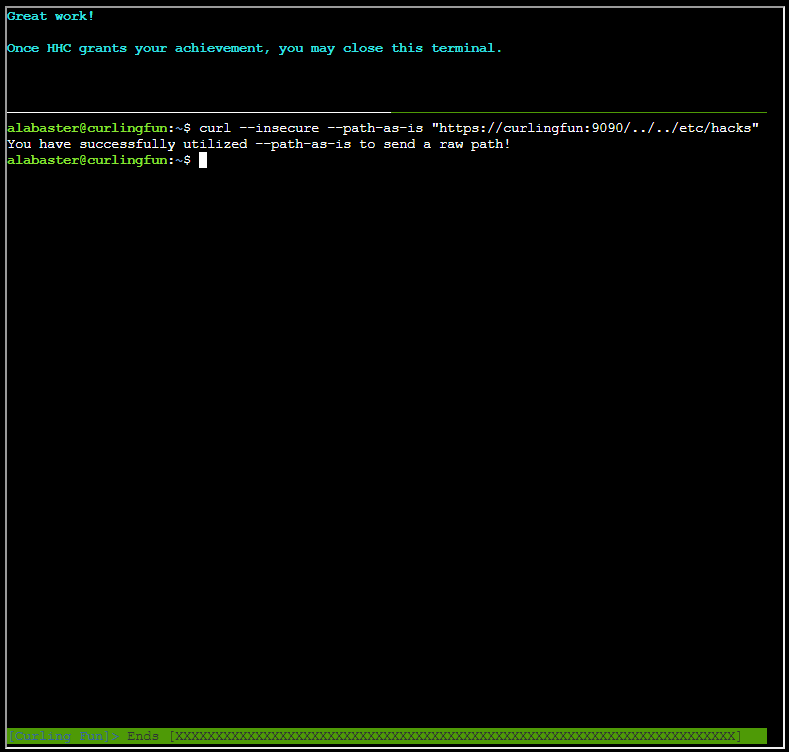 Great work!
Once HHC grants your achievement, you may close this terminal.
alabaster@curlingfun:~$ curl --insecure --path-as-is "https://curlingfun:9090/../../etc/hacks"
You have successfully utilized --path-as-is to send a raw path!
alabaster@curlingfun:~$
[Curling Fun]> Ends [XXXXXXXXXXXXXXXXXXXXXXXXXXXXXXXXXXXXXXXXXXXXXXXXXXXXXXXXXXXXXXXXXXXXXX]